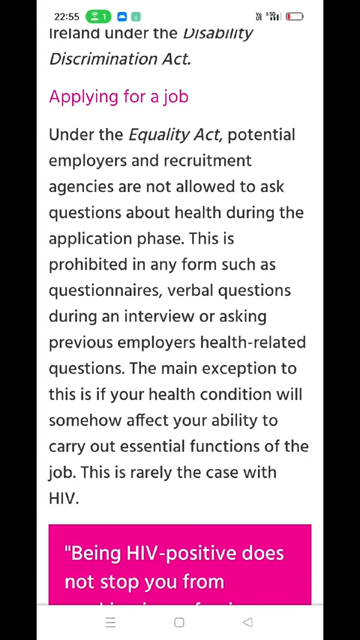 22:55
1
Ireland under the Disability
Discrimination Act.
Applying for a job
Under the Equality Act, potential
employers and recruitment
agencies are not allowed to ask
questions about health during the
application phase. This is
prohibited in any form such as
questionnaires, verbal questions
during an interview or asking
previous employers health-related
questions. The main exception to
this is if your health condition will
somehow affect your ability to
carry out essential functions of the
job. This is rarely the case with
HIV.
"Being HIV-positive does
not stop you from